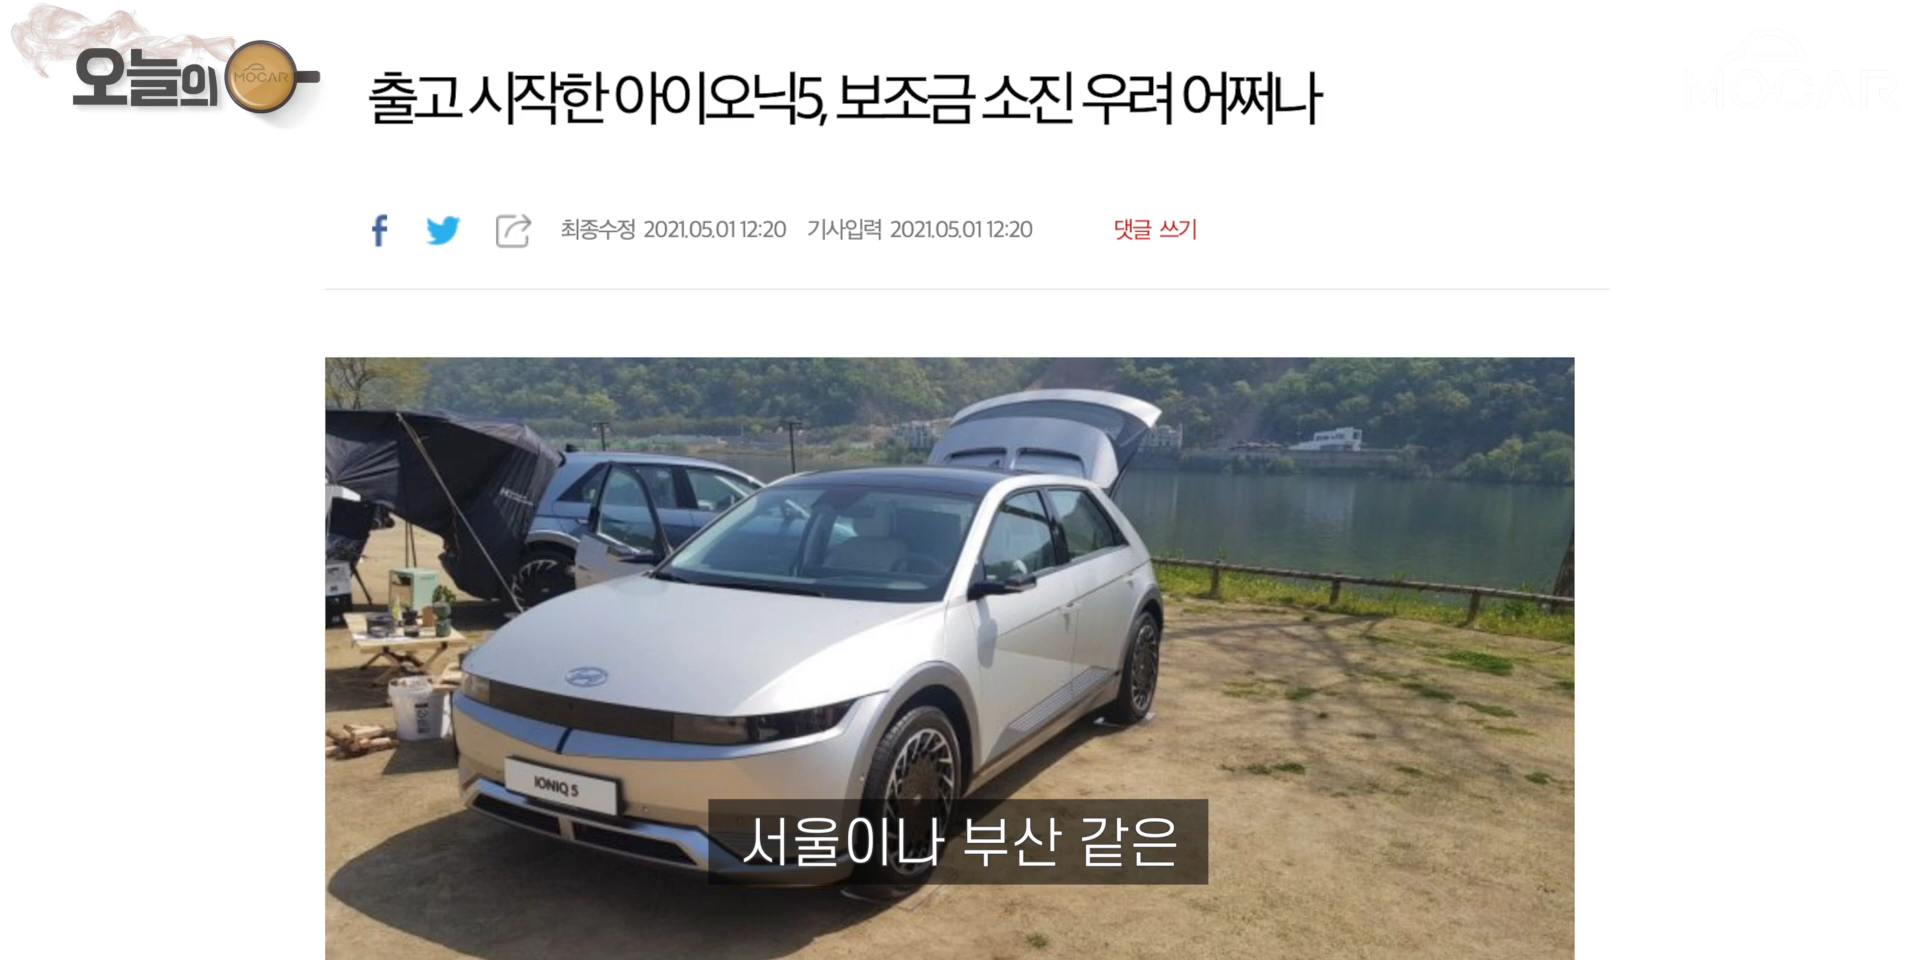 오늘의
MOCAR
MOCAR
출고 시작한 아이오닉5, 보조금 소진 우려 어쩌나
최종수정 2021.05.01 12:20 기사입력 2021.05.01 12:20 댓글 쓰기
IONIQ 5
서울이나 부산 같은